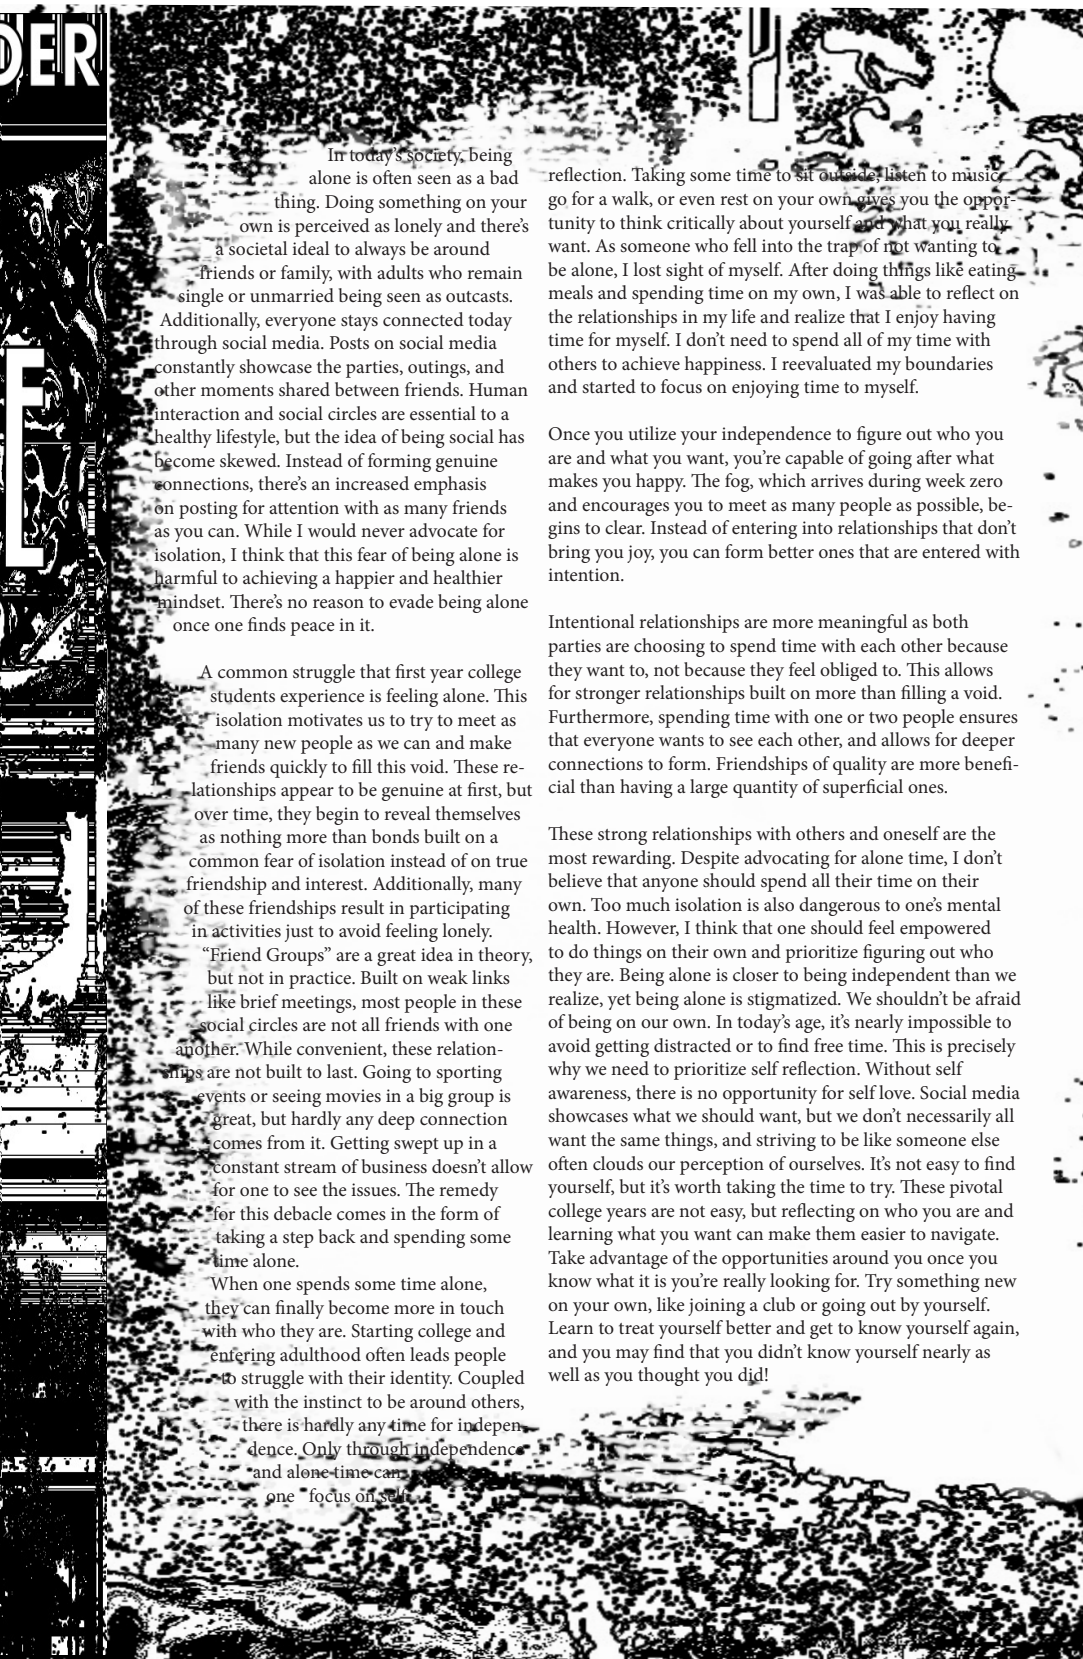 DER
E
In today's society, being
alone is often seen as a bad
thing. Doing something on your
own is perceived as lonely and there's
a societal ideal to always be around
friends or family, with adults who remain
single or unmarried being seen as outcasts.
Additionally, everyone stays connected today
through social media. Posts on social media
constantly showcase the parties, outings, and
other moments shared between friends. Human
interaction and social circles are essential to a
healthy lifestyle, but the idea of being social has
become skewed. Instead of forming genuine
connections, there's an increased emphasis
on posting for attention with as many friends
as you can. While I would never advocate for
isolation, I think that this fear of being alone is
harmful to achieving a happier and healthier
mindset. There's no reason to evade being alone
once one finds peace in it.
A common struggle that first year college
students experience is feeling alone. This
isolation motivates us to try to meet as
many new people as we can and make
friends quickly to fill this void. These re-
lationships appear to be genuine at first, but
over time, they begin to reveal themselves
as nothing more than bonds built on a
common fear of isolation instead of on true
friendship and interest. Additionally, many
of these friendships result in participating
in activities just to avoid feeling lonely.
“Friend Groups” are a great idea in theory,
but not in practice. Built on weak links
like brief meetings, most people in these
social circles are not all friends with one
another. While convenient, these relation-
ships are not built to last. Going to sporting
events or seeing movies in a big group is
great, but hardly any deep connection
comes from it. Getting swept up in a
constant stream of business doesn't allow
for one to see the issues. The remedy
for this debacle comes in the form of
taking a step back and spending some
time alone.
When one spends some time alone,
they can finally become more in touch
with who they are. Starting college and
entering adulthood often leads people
to struggle with their identity. Coupled
with the instinct to be around others,
there is hardly any time for indepen-
dence. Only through independence
and alone time can
one focus on self
reflection. Taking some time to sit outside, listen to music,
go for a walk, or even rest on your own gives you the oppor-
tunity to think critically about yourself and what you really
want. As someone who fell into the trap of not wanting to
be alone, I lost sight of myself. After doing things like eating
meals and spending time on my own, I was able to reflect on
the relationships in my life and realize that I enjoy having
time for myself. I don't need to spend all of my time with
others to achieve happiness. I reevaluated my boundaries
and started to focus on enjoying time to myself.
Once you utilize your independence to figure out who you
are and what you want, you're capable of going after what
makes you happy. The fog, which arrives during week zero
and encourages you to meet as many people as possible, be-
gins to clear. Instead of entering into relationships that don't
bring you joy, you can form better ones that are entered with
intention.
Intentional relationships are more meaningful as both
parties are choosing to spend time with each other because
they want to, not because they feel obliged to. This allows
for stronger relationships built on more than filling a void.
Furthermore, spending time with one or two people ensures
that everyone wants to see each other, and allows for deeper
connections to form. Friendships of quality are more benefi-
cial than having a large quantity of superficial ones.
These strong relationships with others and oneself are the
most rewarding. Despite advocating for alone time, I don't
believe that anyone should spend all their time on their
own. Too much isolation is also dangerous to one's mental
health. However, I think that one should feel empowered
to do things on their own and prioritize figuring out who
they are. Being alone is closer to being independent than we
realize, yet being alone is stigmatized. We shouldn't be afraid
of being on our own. In today's age, it's nearly impossible to
avoid getting distracted or to find free time. This is precisely
why we need to prioritize self reflection. Without self
awareness, there is no opportunity for self love. Social media
showcases what we should want, but we don't necessarily all
want the same things, and striving to be like someone else
often clouds our perception of ourselves. It's not easy to find
yourself, but it's worth taking the time to try. These pivotal
college years are not easy, but reflecting on who you are and
learning what you want can make them easier to navigate.
Take advantage of the opportunities around you once you
know what it is you're really looking for. Try something new
on your own, like joining a club or going out by yourself.
Learn to treat yourself better and get to know yourself again,
and you may find that you didn't know yourself nearly as
well as you thought you did!